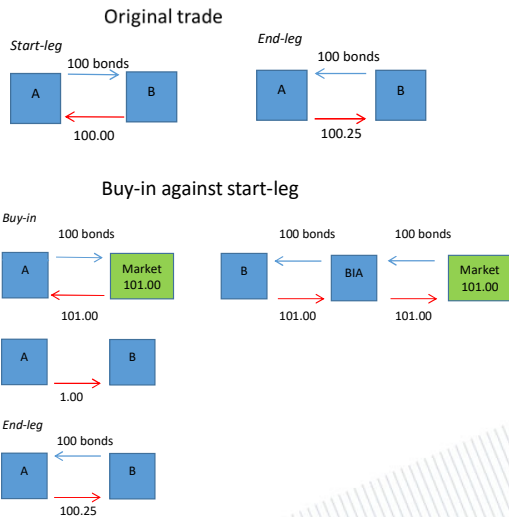 Original trade
Start-leg
100 bonds
A
B
100.00
End-leg
100 bonds
A
B
100.25
Buy-in against start-leg
Buy-in
100 bonds
A
Market
101.00
101.00
100 bonds
100 bonds
B
BIA
Market
101.00
101.00
101.00
A
B
1.00
End-leg
100 bonds
A
B
100.25